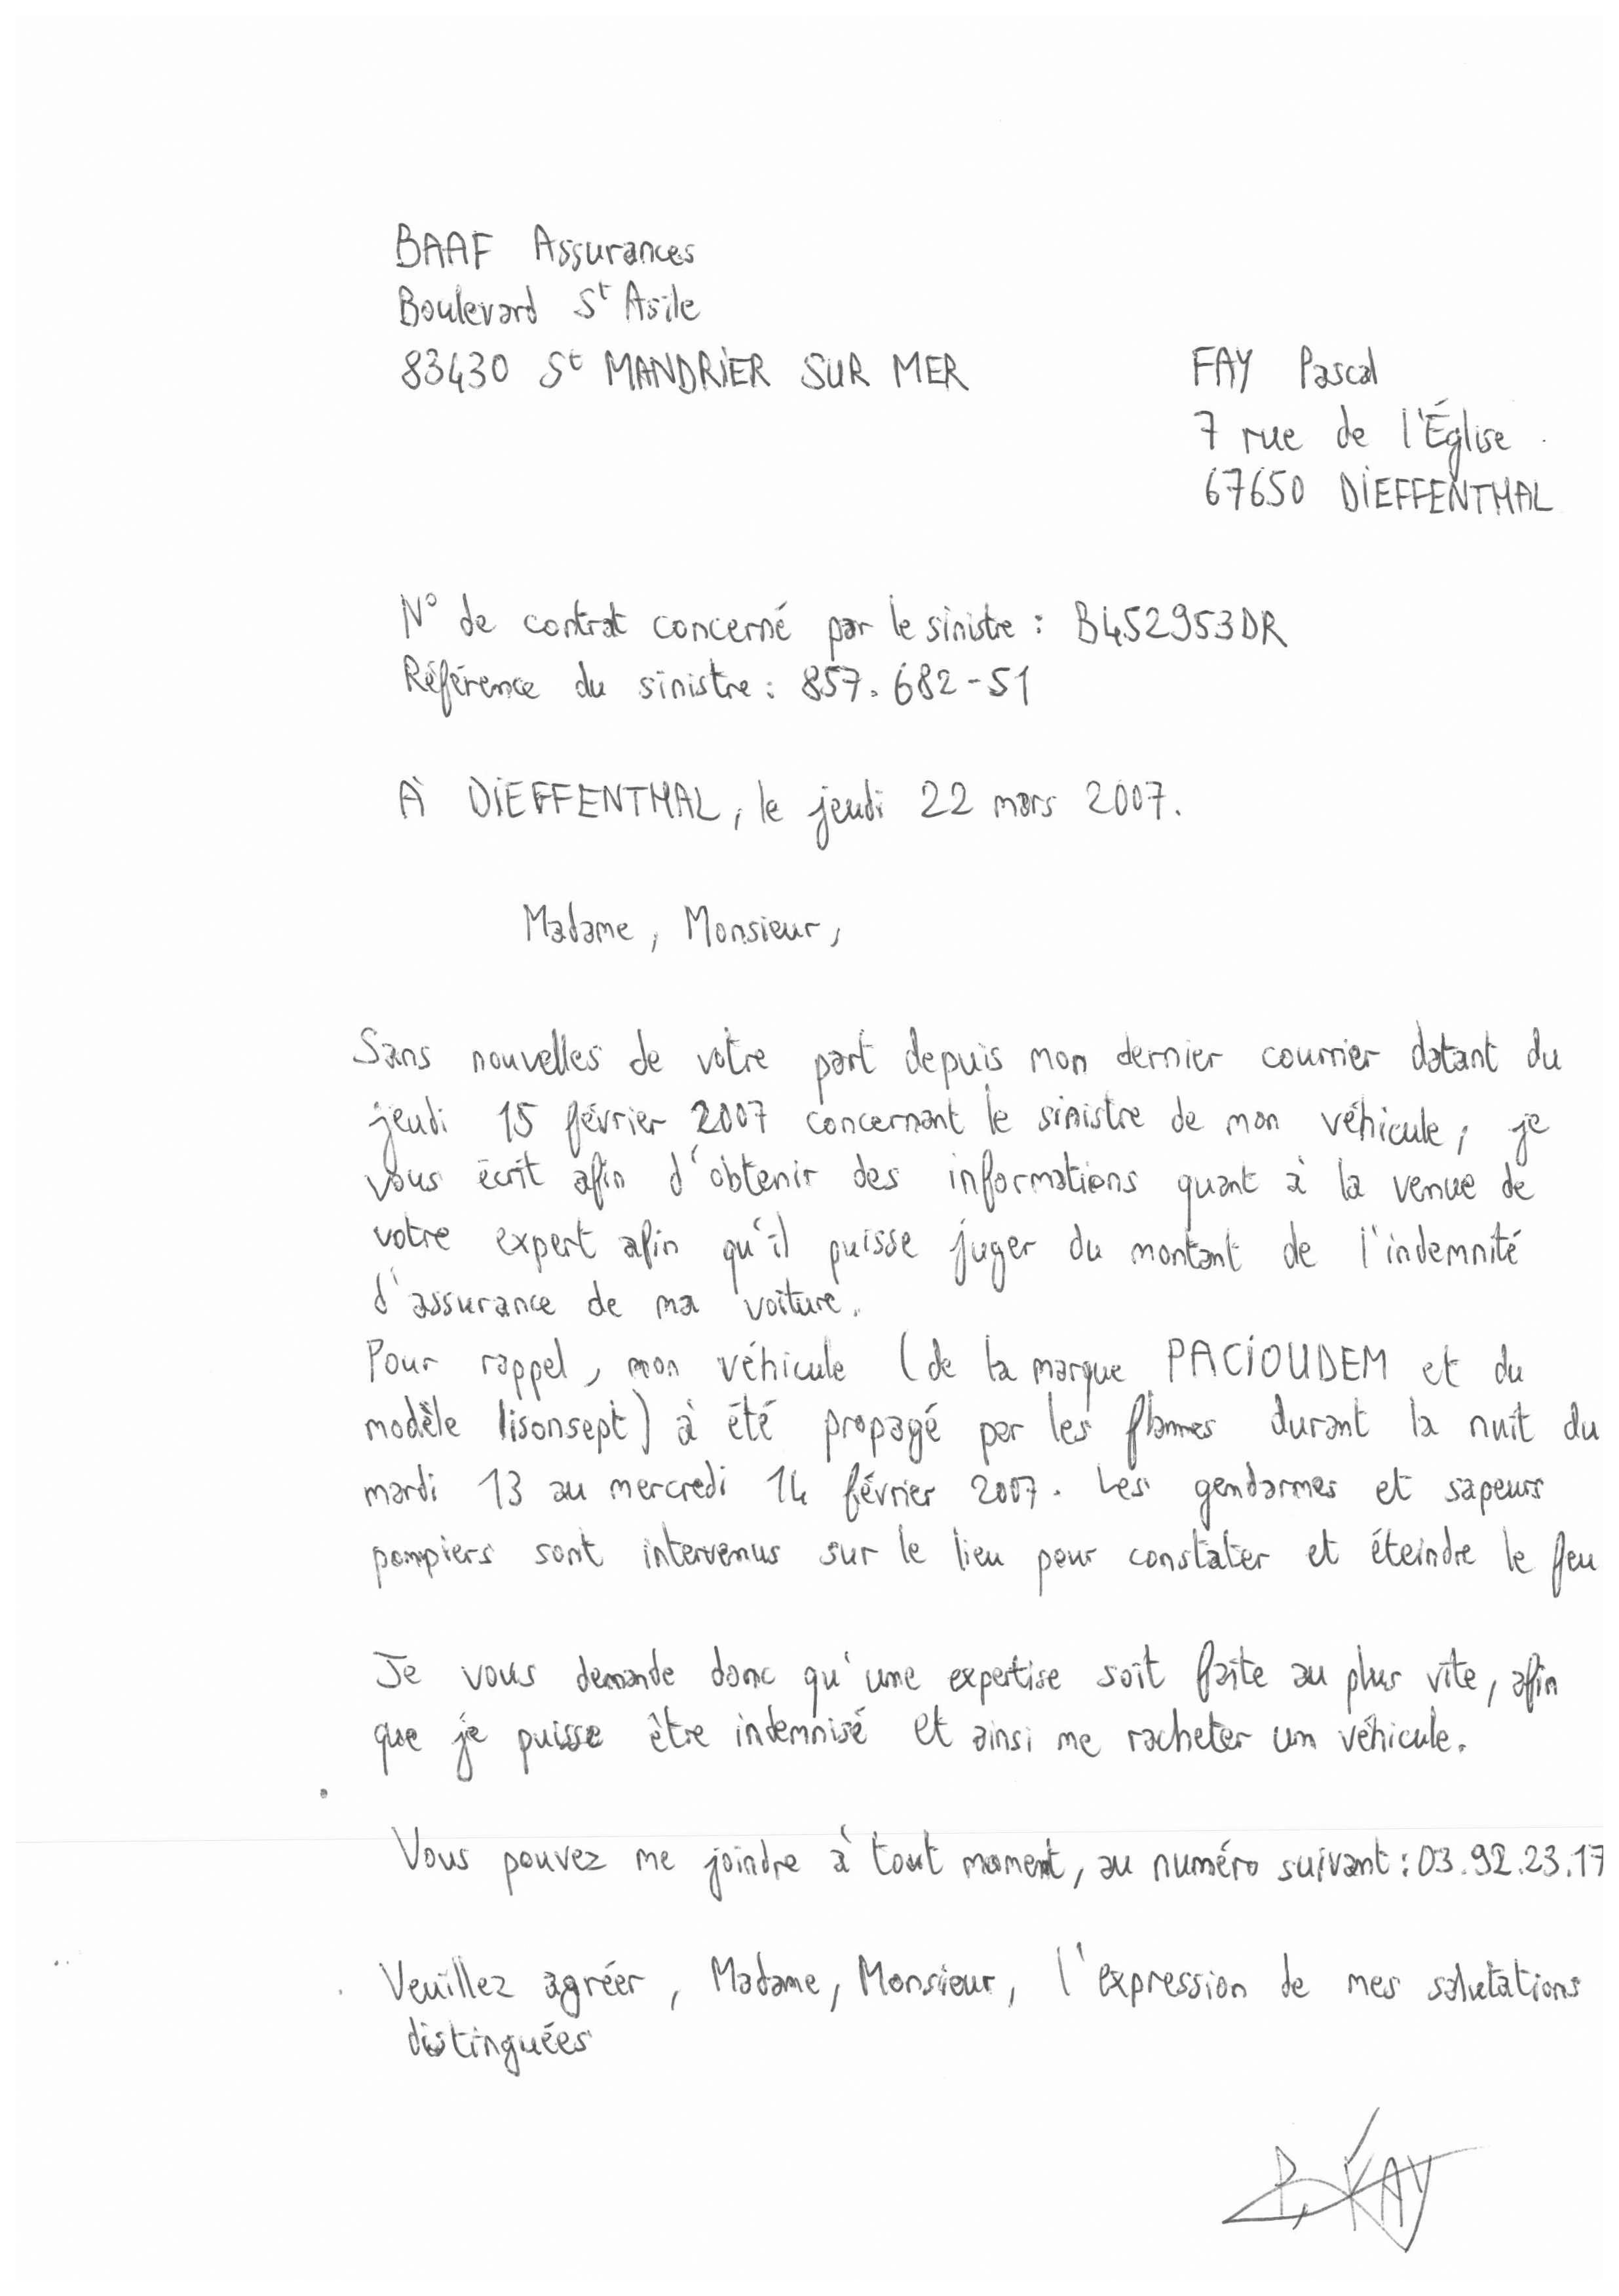 BAAF Assurances
Boulevard St Asile
83430 St MANDRIER SUR MER
FAY Pascal
7 rue de l'Église
67650 DIEFFENTHAL
N° de contrat concerné par le sinistre : B452953DR
Référence du sinistre : 857.682-51
À DIEFFENTHAL, le jeudi 22 mars 2007.
Madame, Monsieur,
Sans nouvelles de votre part depuis mon dernier courrier datant du
jeudi 15 février 2007 concernant le sinistre de mon véhicule, je
vous écrit afin d'obtenir des informations quant à la venue de
votre expert afin qu'il puisse juger du montant de l'indemnité
d'assurance de ma voiture.
Pour rappel, mon véhicule (de la marque PACIOUDEM et du
modèle lisonsept) à été propagé par les flammes durant la nuit du
mardi 13 au mercredi 14 février 2007. Les gendarmes et sapeurs
pompiers sont intervenus sur le lieu pour constater et éteindre le feu
Je vous demande donc qu'une expertise soit faite au plus vite, afin
que je puisse être indemnisé et ainsi me racheter un véhicule.
Vous pouvez me joindre à tout moment, au numéro suivant : 03.92.23.17
Veuillez agréer, Madame, Monsieur, l'expression de mes salutations
distinguées
P. FAY